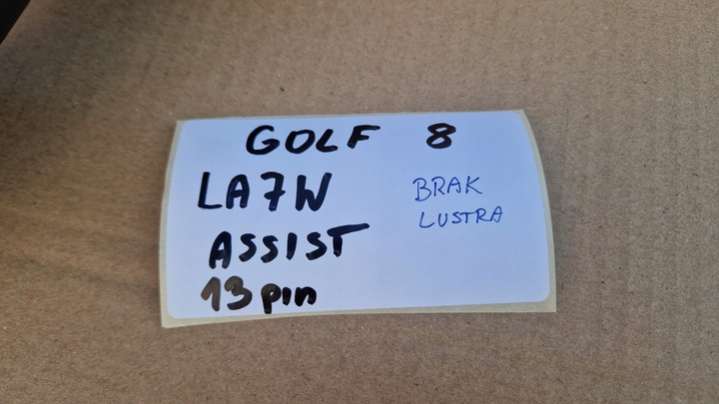 GOLF 8
LA7W
ASSIST
13 pin
BRAK
LUSTRA